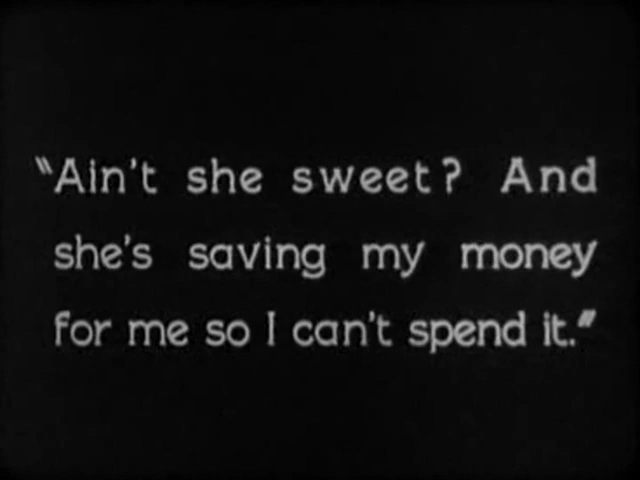 "Ain't she sweet? And
she's saving my money
for me so I can't spend it."